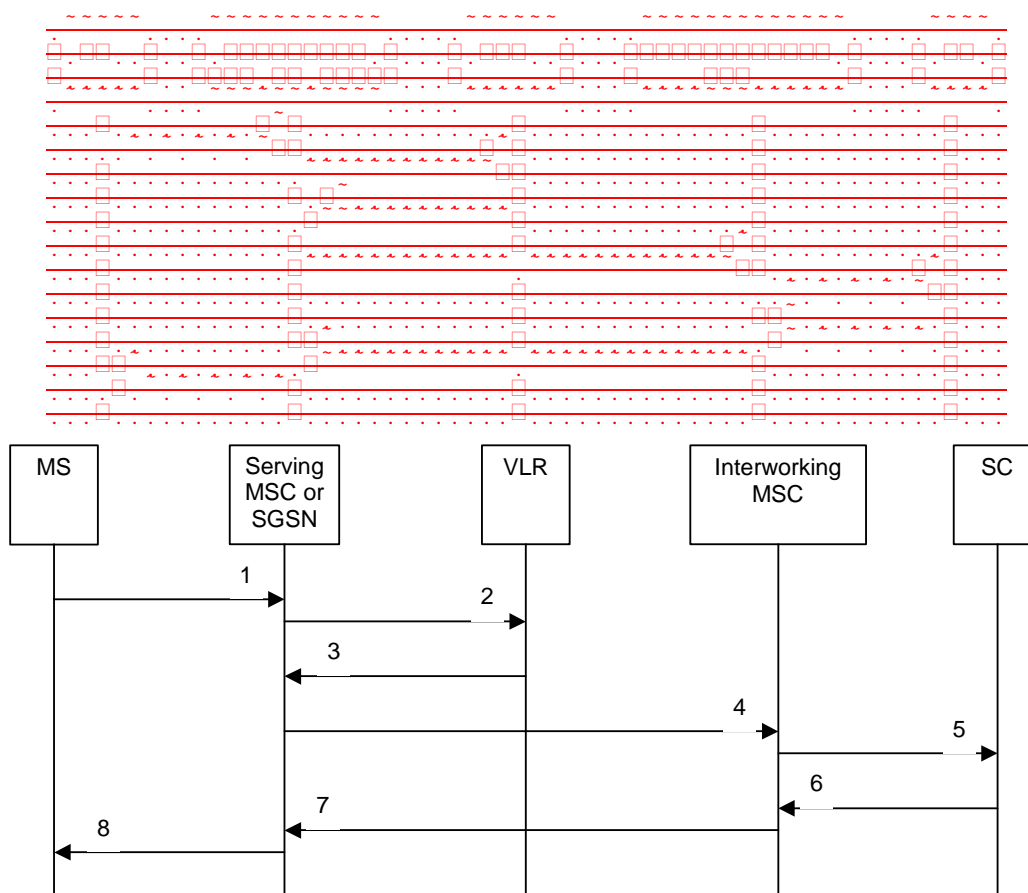 MS
Serving
MSC or
SGSN
VLR
Interworking
MSC
SC
1
2
3
4
5
6
7
8